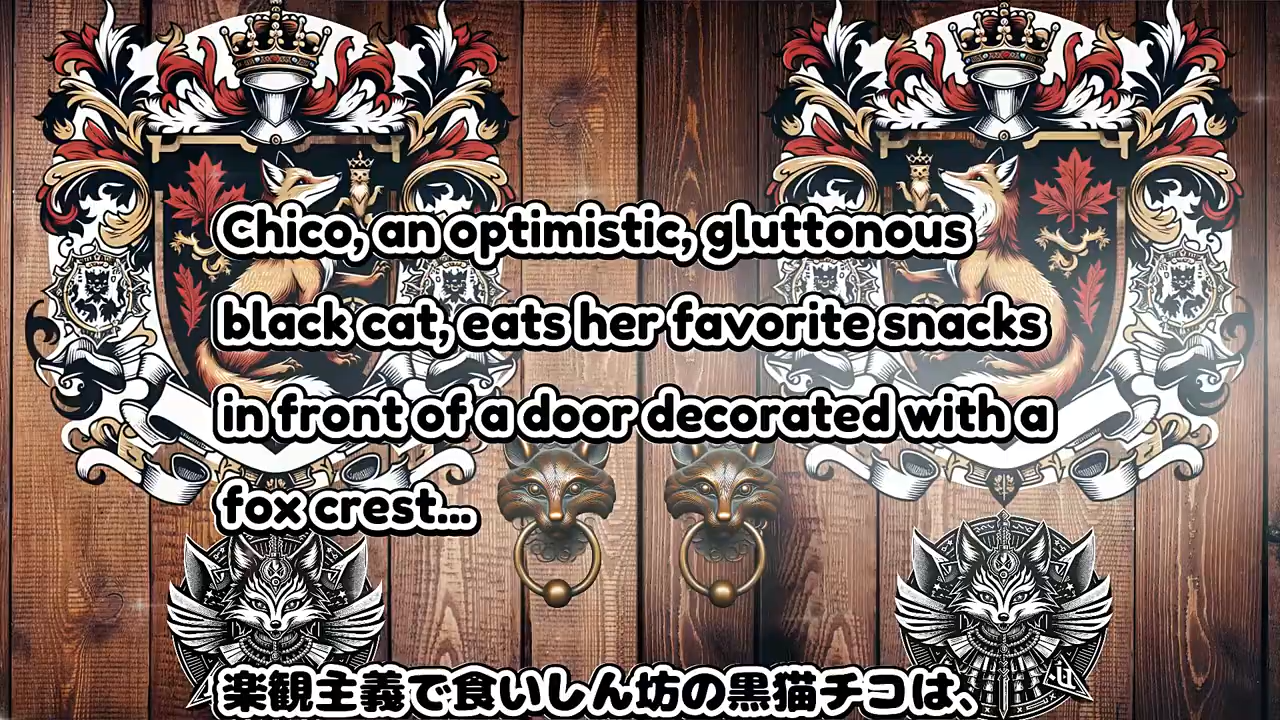 Chico, an optimistic, gluttonous
black cat, eats her favorite snacks
in front of a door decorated with a
fox crest...
楽観主義で食いしん坊の黒猫チコは、